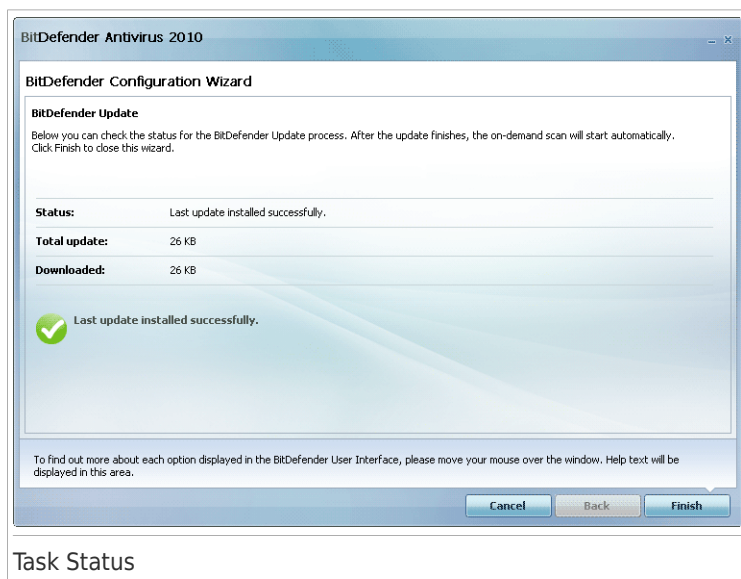 BitDefender Antivirus 2010
BitDefender Configuration Wizard
BitDefender Update
Below you can check the status for the BitDefender Update process. After the update finishes, the on-demand scan will start automatically.
Click Finish to close this wizard.
Status: Last update installed successfully.
Total update: 26 KB
Downloaded: 26 KB
Last update installed successfully.
To find out more about each option displayed in the BitDefender User Interface, please move your mouse over the window. Help text will be
displayed in this area.
Cancel Back Finish
Task Status